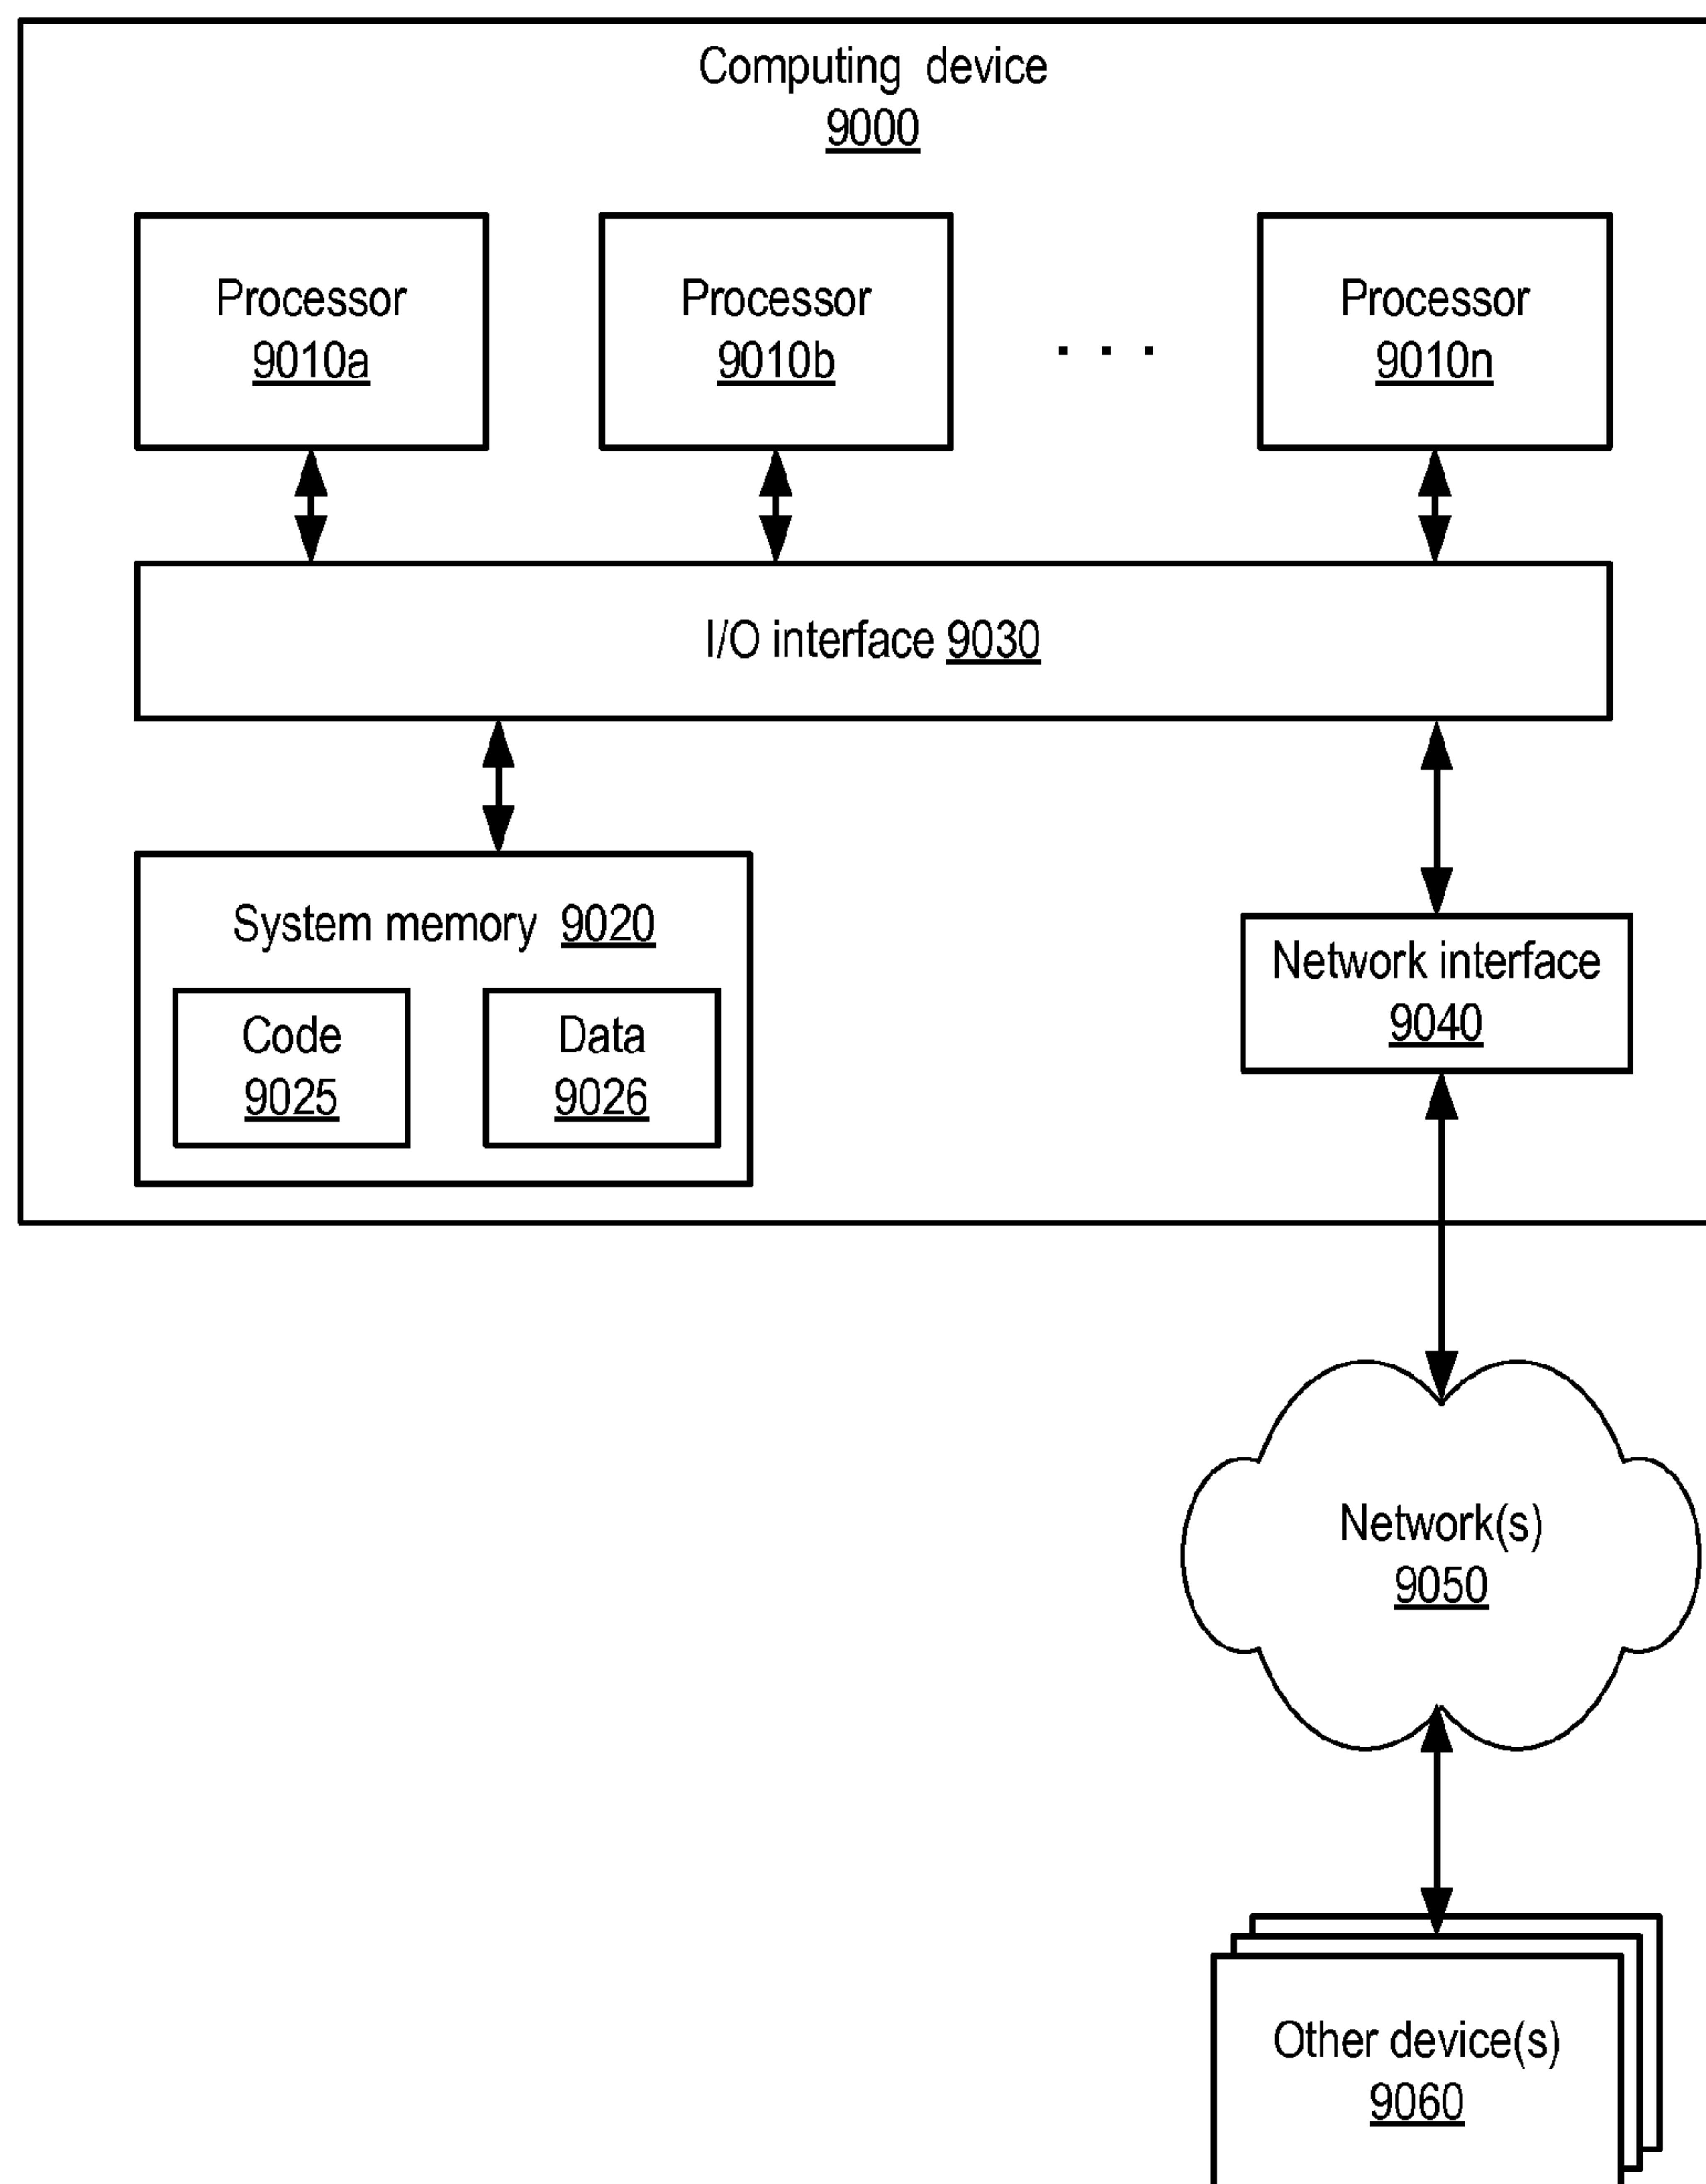 Computing device
9000
Processor
9010a
Processor
9010b
. . .
Processor
9010n
I/O interface 9030
System memory 9020
Code
9025
Data
9026
Network interface
9040
Network(s)
9050
Other device(s)
9060